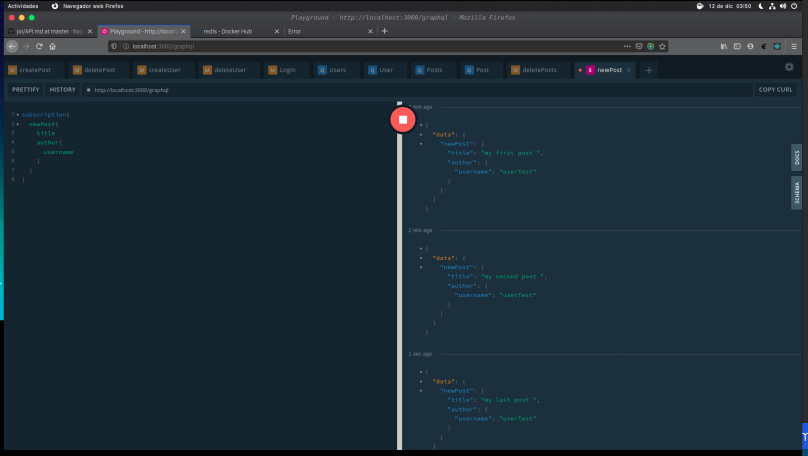 Actividades
Navegador web Firefox
12 de dic 03:50
Playground - http://localhost:3000/graphql - Mozilla Firefox
joi/API.md at master · hap
Playground - http://local
redis - Docker Hub
Error
localhost:3000/graphql
M createPost
M deletePost
M createUser
M deleteUser
M Login
Q Users
Q User
Q Posts
Q Post
M deletePosts
S newPost
PRETTIFY
HISTORY
http://localhost:3000/graphql
COPY CURL
1 subscription{
2 newPost{
3 title
4 author{
5 username
6 }
7 }
8 }
min ago
{
"data": {
"newPost": {
"title": "my first post ",
"author": {
"username": "userTest"
}
}
}
}
2 min ago
{
"data": {
"newPost": {
"title": "my second post ",
"author": {
"username": "userTest"
}
}
}
}
1 sec ago
{
"data": {
"newPost": {
"title": "my last post ",
"author": {
"username": "userTest"
}
}
}
DOCS
SCHEMA